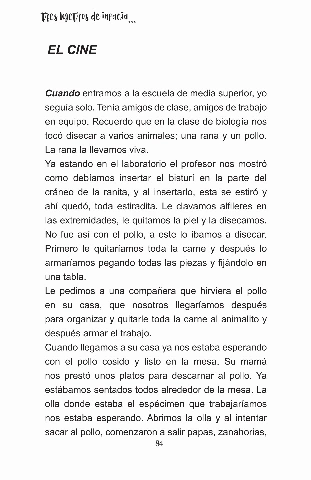 Tres lagartijas de infancia...
EL CINE
Cuando entramos a la escuela de media superior, yo
seguía solo. Tenía amigos de clase, amigos de trabajo
en equipo. Recuerdo que en la clase de biología nos
tocó disecar a varios animales; una rana y un pollo.
La rana la llevamos viva.
Ya estando en el laboratorio el profesor nos mostró
como debíamos insertar el bisturí en la parte del
cráneo de la ranita, y al insertarlo, esta se estiró y
ahí quedó, toda estiradita. Le clavamos alfileres en
las extremidades, le quitamos la piel y la disecamos.
No fue así con el pollo, a este lo íbamos a disecar.
Primero le quitaríamos toda la carne y después lo
armaríamos pegando todas las piezas y fijándolo en
una tabla.
Le pedimos a una compañera que hirviera el pollo
en su casa, que nosotros llegaríamos después
para organizar y quitarle toda la carne al animalito y
después armar el trabajo.
Cuando llegamos a su casa ya nos estaba esperando
con el pollo cosido y listo en la mesa. Su mamá
nos prestó unos platos para descarnar al pollo. Ya
estábamos sentados todos alrededor de la mesa. La
olla donde estaba el espécimen que trabajaríamos
nos estaba esperando. Abrimos la olla y al intentar
sacar al pollo, comenzaron a salir papas, zanahorias,
94